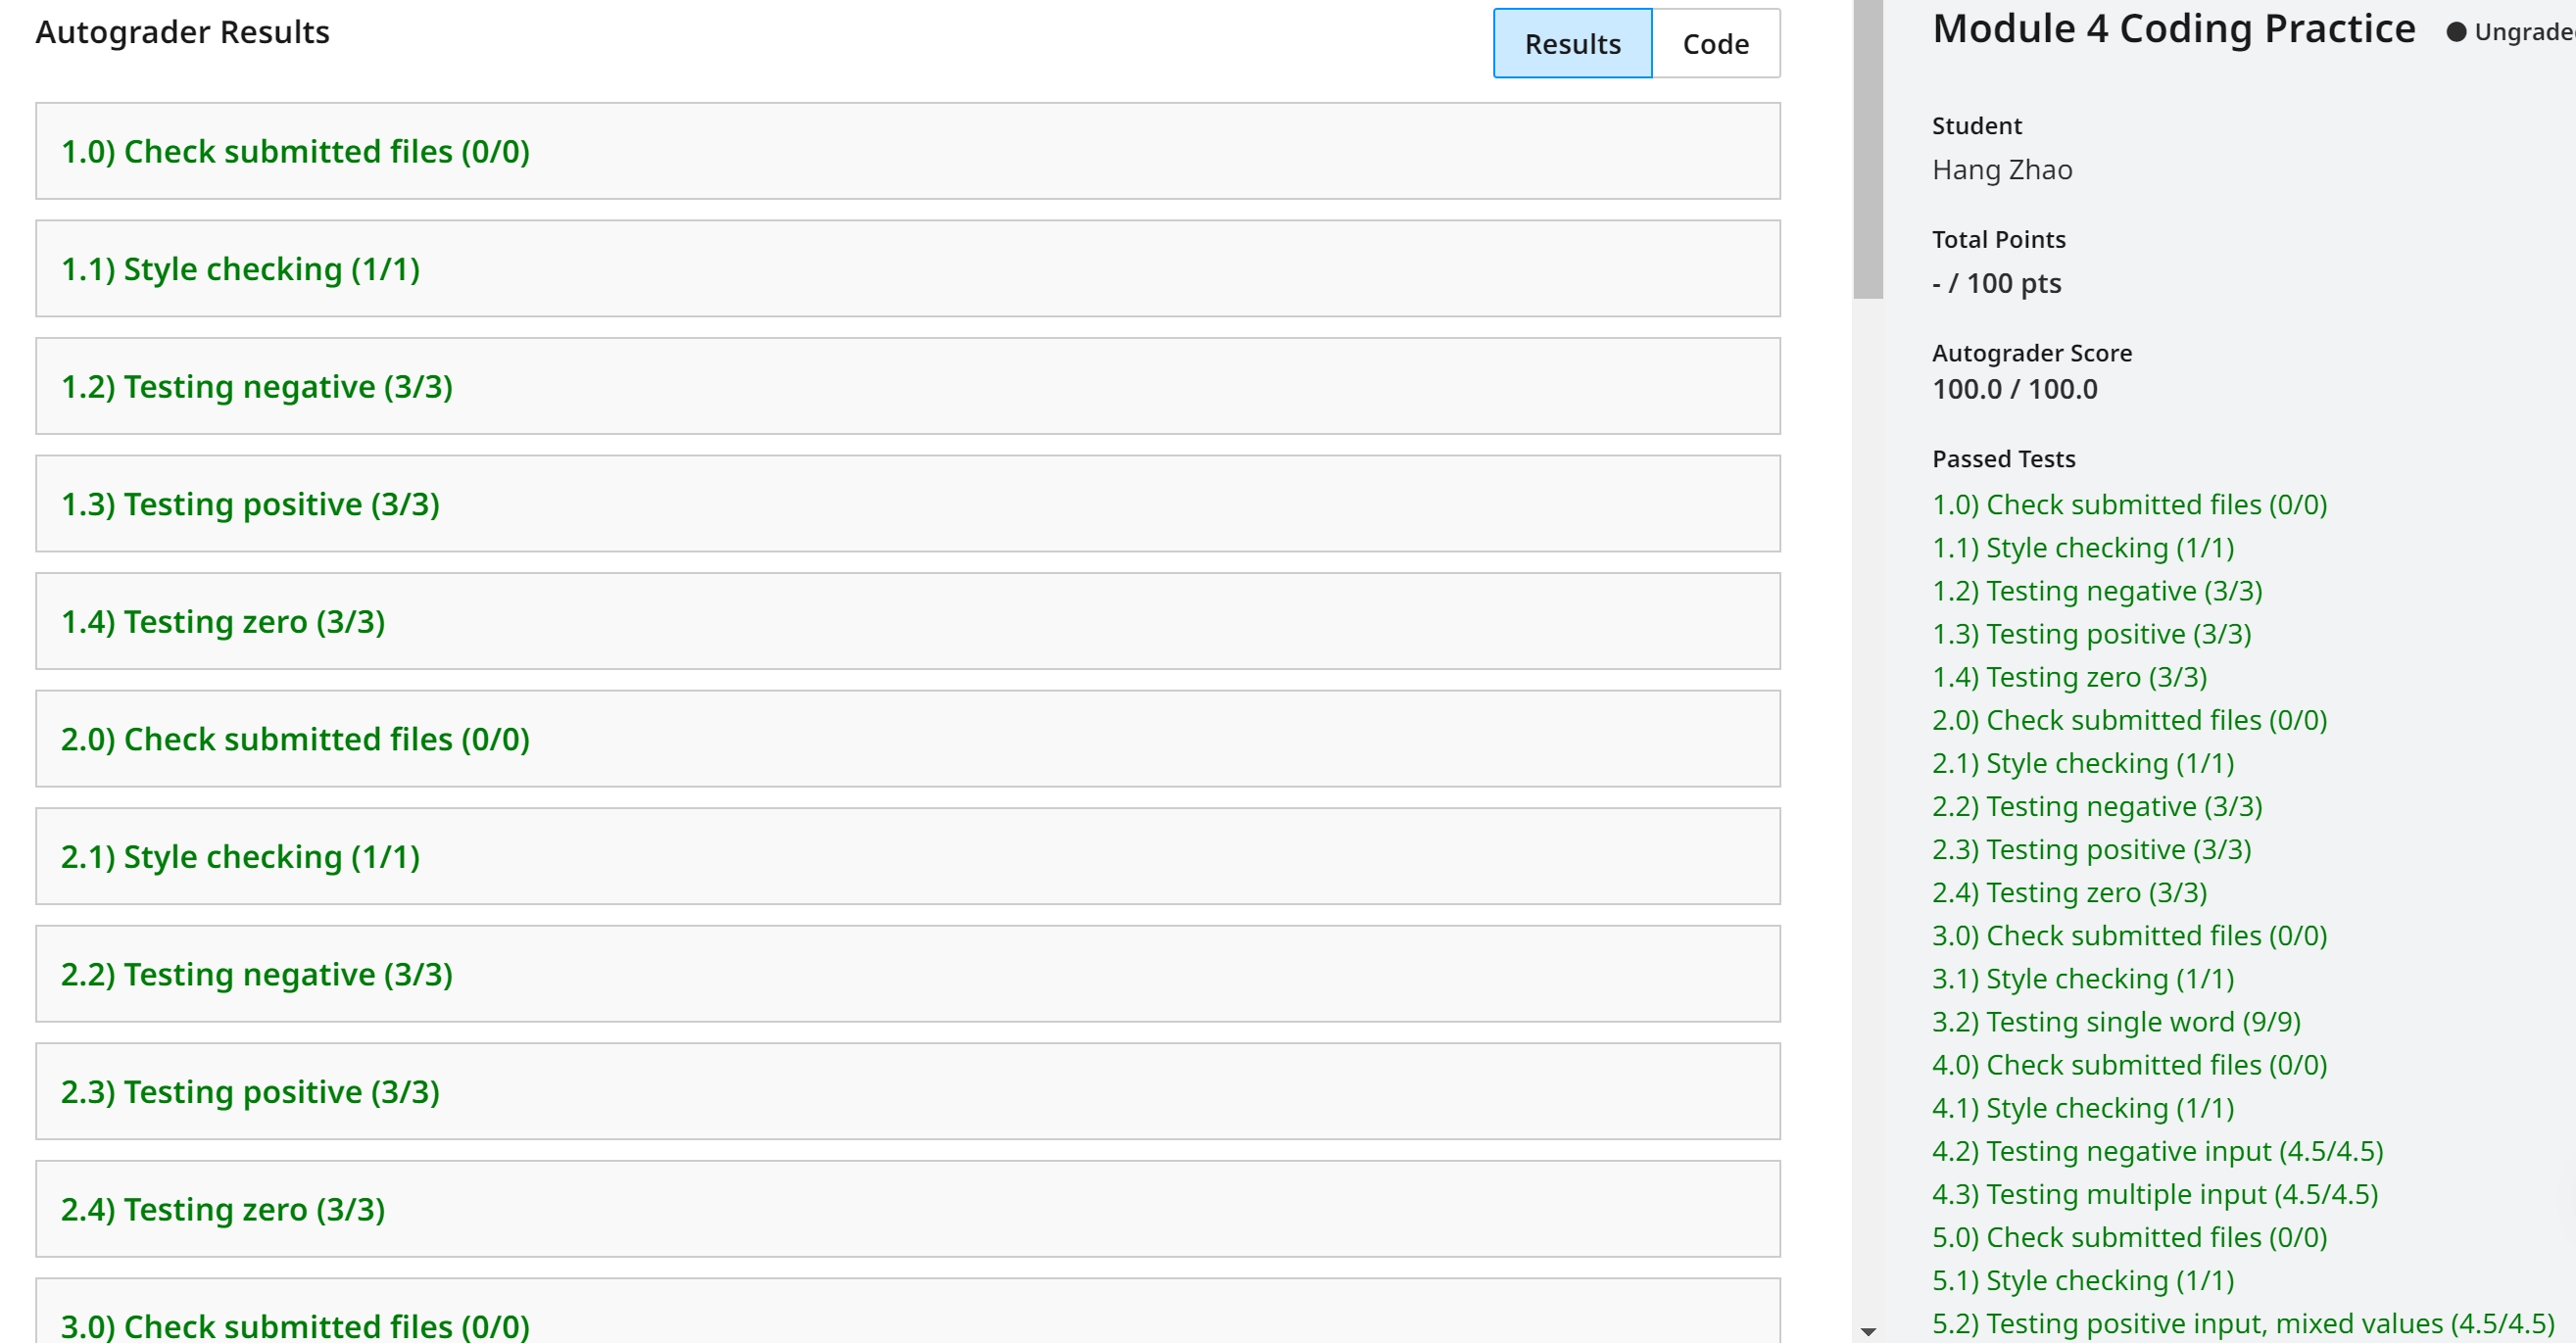 Autograder Results
Results
Code
1.0) Check submitted files (0/0)
1.1) Style checking (1/1)
1.2) Testing negative (3/3)
1.3) Testing positive (3/3)
1.4) Testing zero (3/3)
2.0) Check submitted files (0/0)
2.1) Style checking (1/1)
2.2) Testing negative (3/3)
2.3) Testing positive (3/3)
2.4) Testing zero (3/3)
3.0) Check submitted files (0/0)
Module 4 Coding Practice
Student
Hang Zhao
Total Points
- / 100 pts
Autograder Score
100.0 / 100.0
Passed Tests
1.0) Check submitted files (0/0)
1.1) Style checking (1/1)
1.2) Testing negative (3/3)
1.3) Testing positive (3/3)
1.4) Testing zero (3/3)
2.0) Check submitted files (0/0)
2.1) Style checking (1/1)
2.2) Testing negative (3/3)
2.3) Testing positive (3/3)
2.4) Testing zero (3/3)
3.0) Check submitted files (0/0)
3.1) Style checking (1/1)
3.2) Testing single word (9/9)
4.0) Check submitted files (0/0)
4.1) Style checking (1/1)
4.2) Testing negative input (4.5/4.5)
4.3) Testing multiple input (4.5/4.5)
5.0) Check submitted files (0/0)
5.1) Style checking (1/1)
5.2) Testing positive input, mixed values (4.5/4.5)